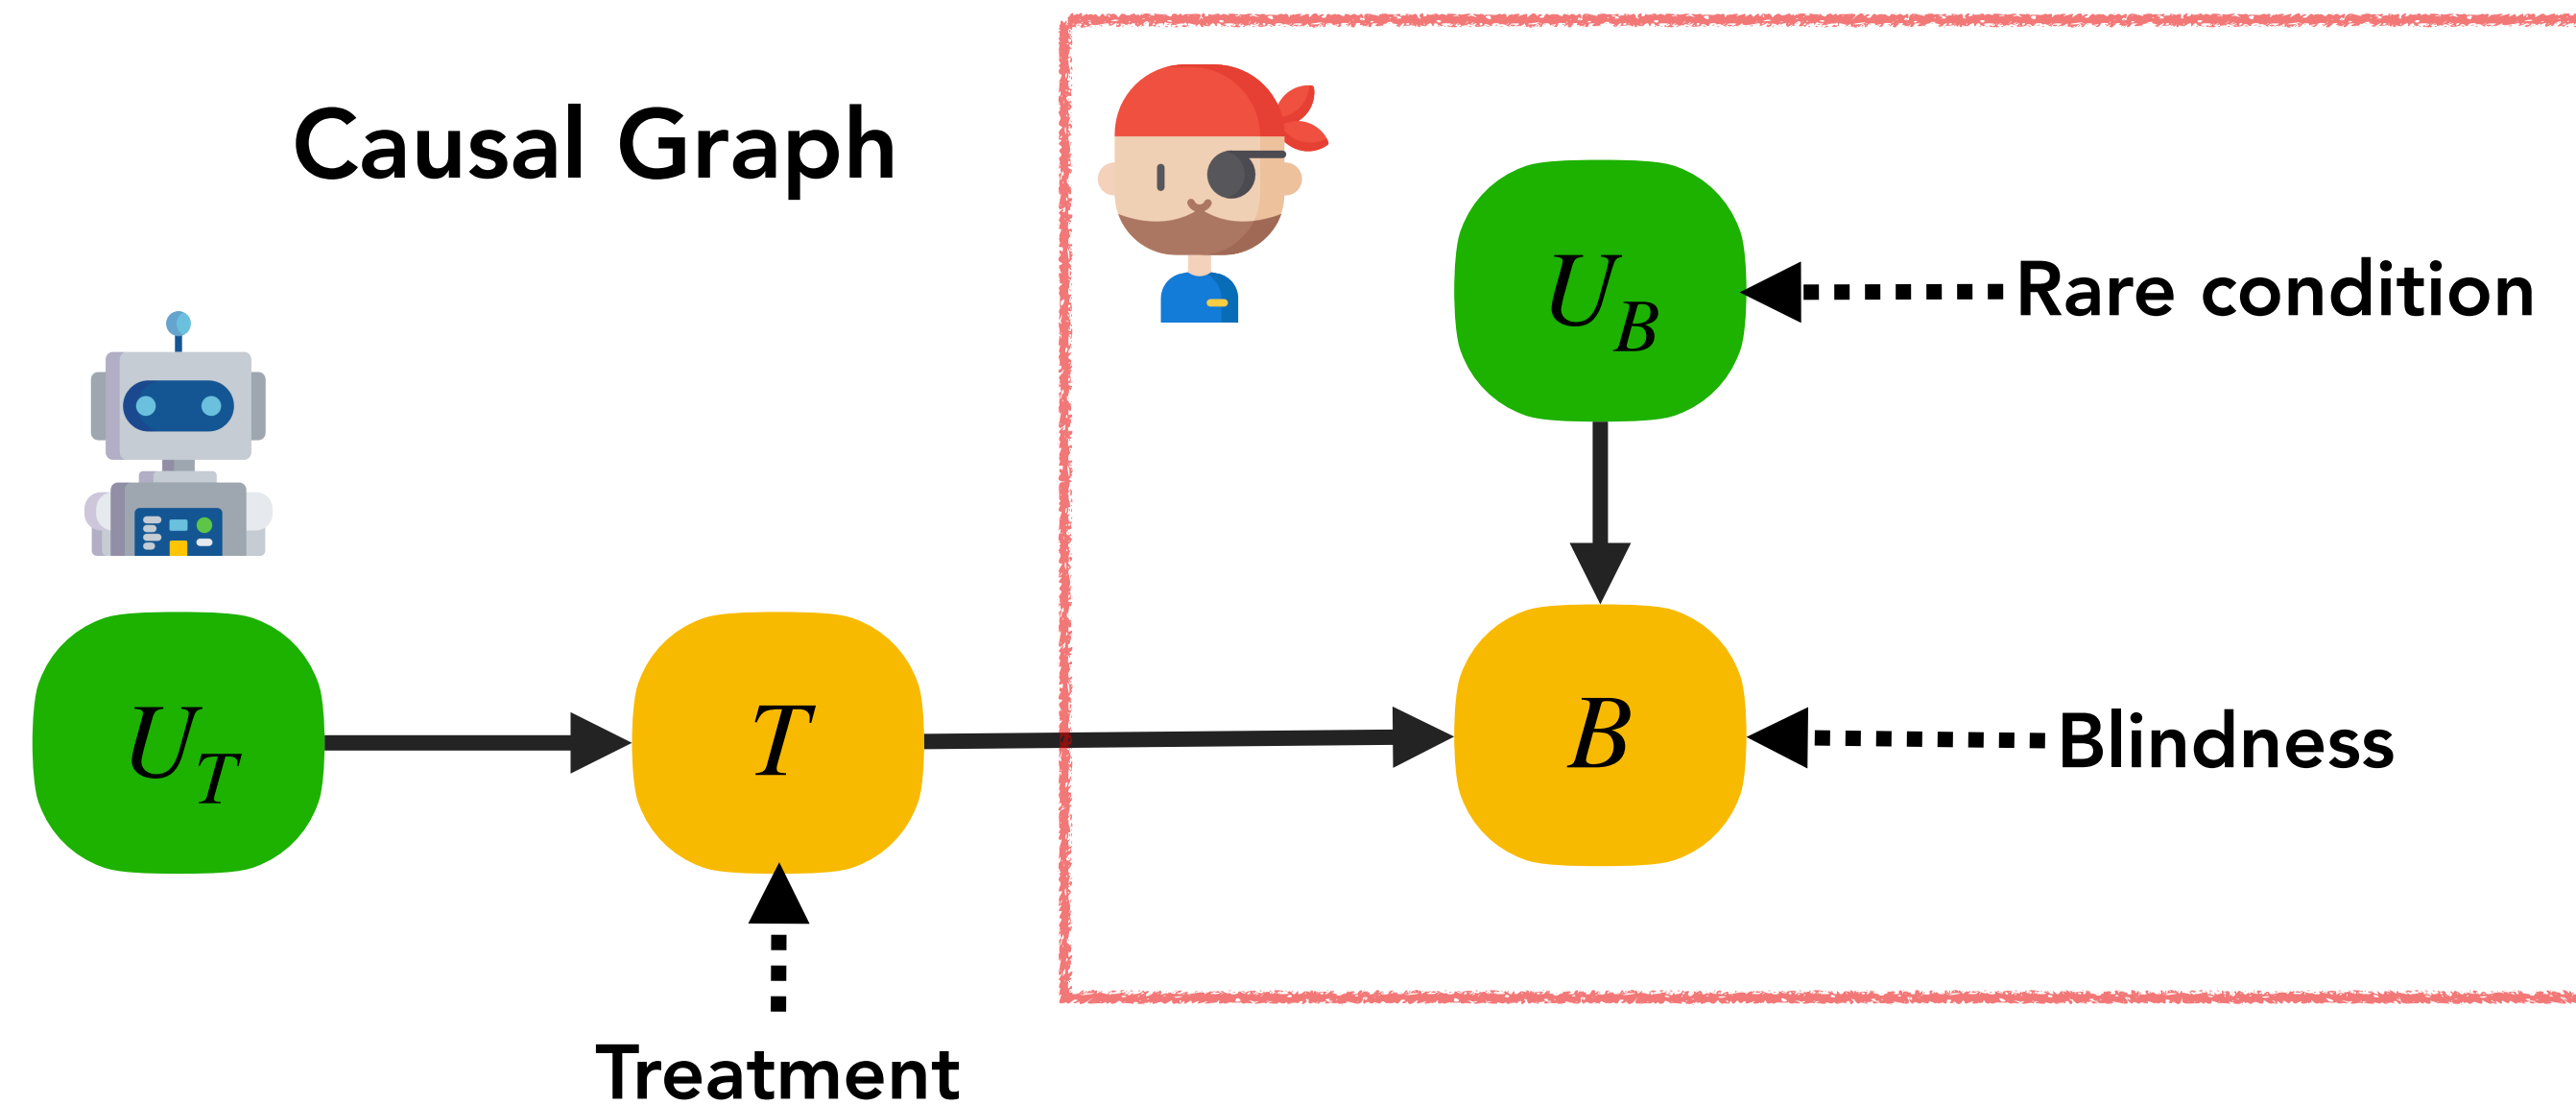 Causal Graph
U_B
Rare condition
U_T
T
B
Blindness
Treatment